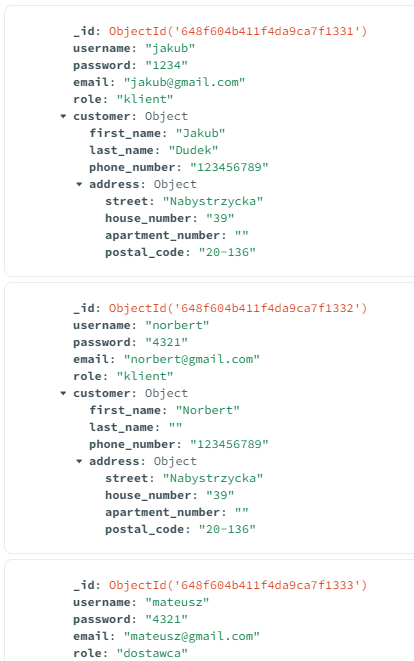 _id: ObjectId('648f604b411f4da9ca7f1331')
username: "jakub"
password: "1234"
email: "jakub@gmail.com"
role: "klient"
customer: Object
first_name: "Jakub"
last_name: "Dudek"
phone_number: "123456789"
address: Object
street: "Nabystrzycka"
house_number: "39"
apartment_number: ""
postal_code: "20-136"
_id: ObjectId('648f604b411f4da9ca7f1332')
username: "norbert"
password: "4321"
email: "norbert@gmail.com"
role: "klient"
customer: Object
first_name: "Norbert"
last_name: ""
phone_number: "123456789"
address: Object
street: "Nabystrzycka"
house_number: "39"
apartment_number: ""
postal_code: "20-136"
_id: ObjectId('648f604b411f4da9ca7f1333')
username: "mateusz"
password: "4321"
email: "mateusz@gmail.com"
role: "dostawca"